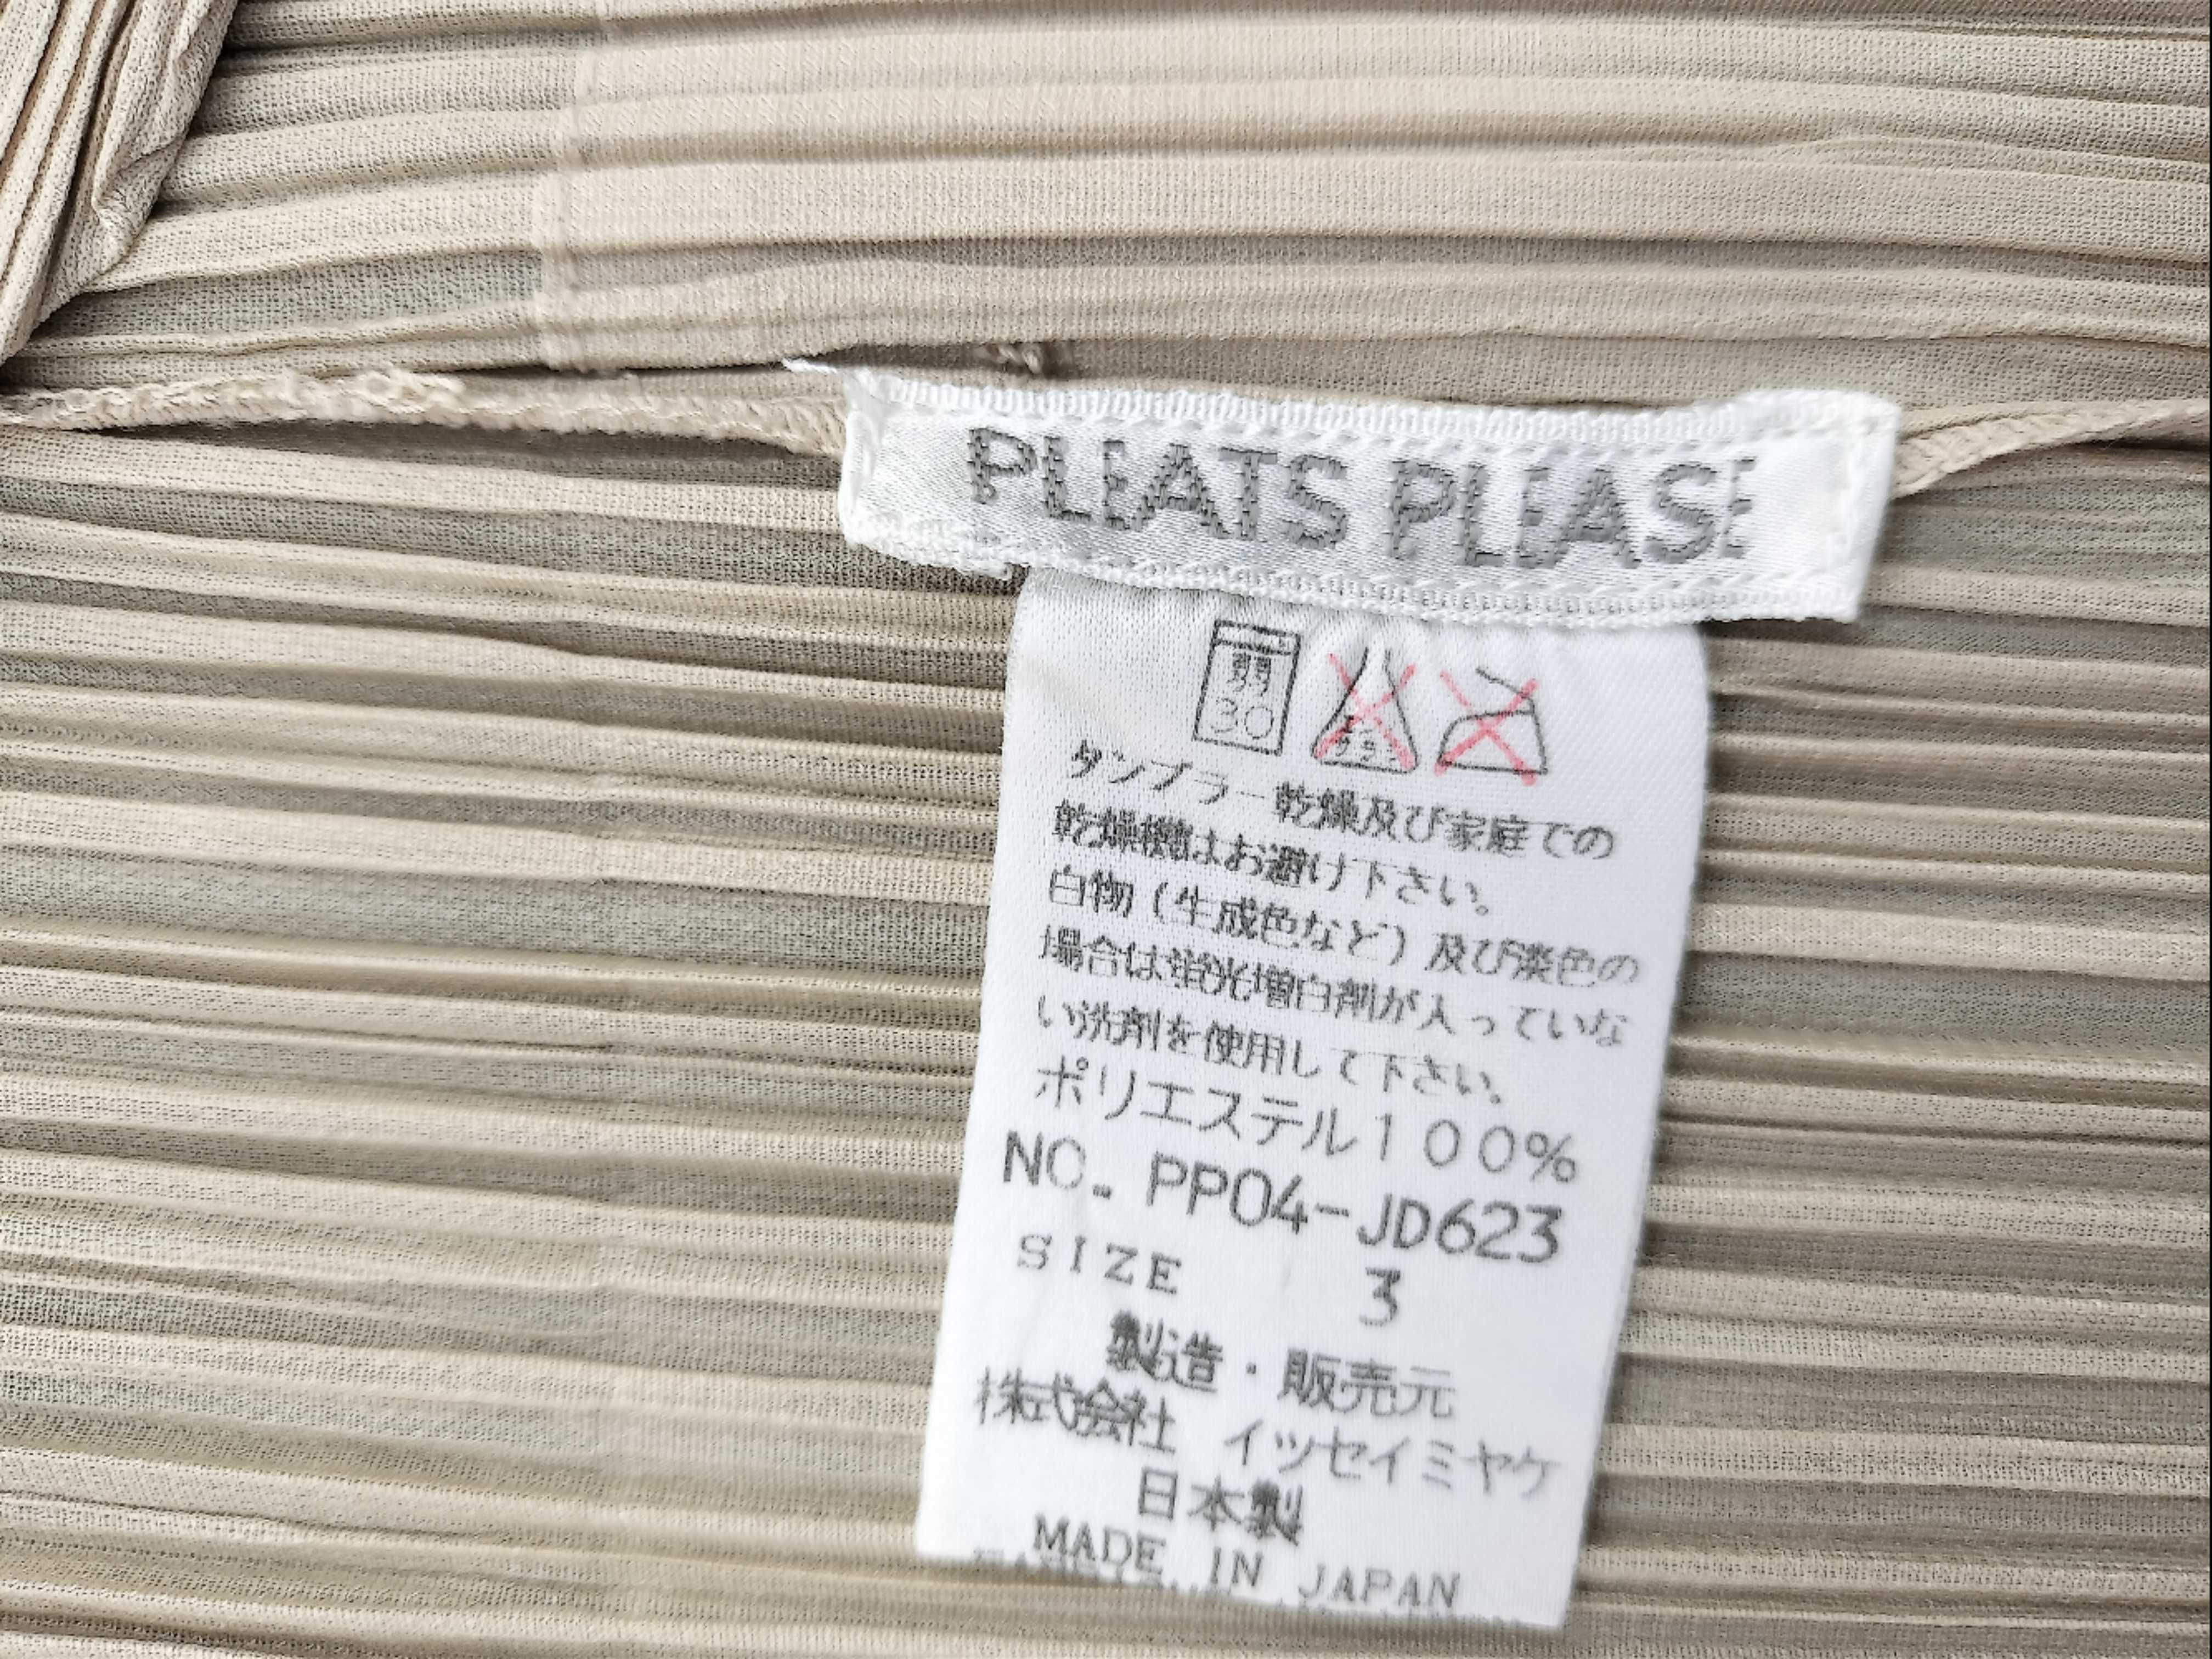 PLEATS PLEASE
弱
30
タンブラー乾燥及び家庭での
乾燥機はお避け下さい。
白物（生成色など）及び淡色の
場合は蛍光増白剤が入っていな
い洗剤を使用して下さい。
ポリエステル100%
NO. PP04-JD623
SIZE 3
製造・販売元
株式会社 イッセイミヤケ
日本製
MADE IN JAPAN